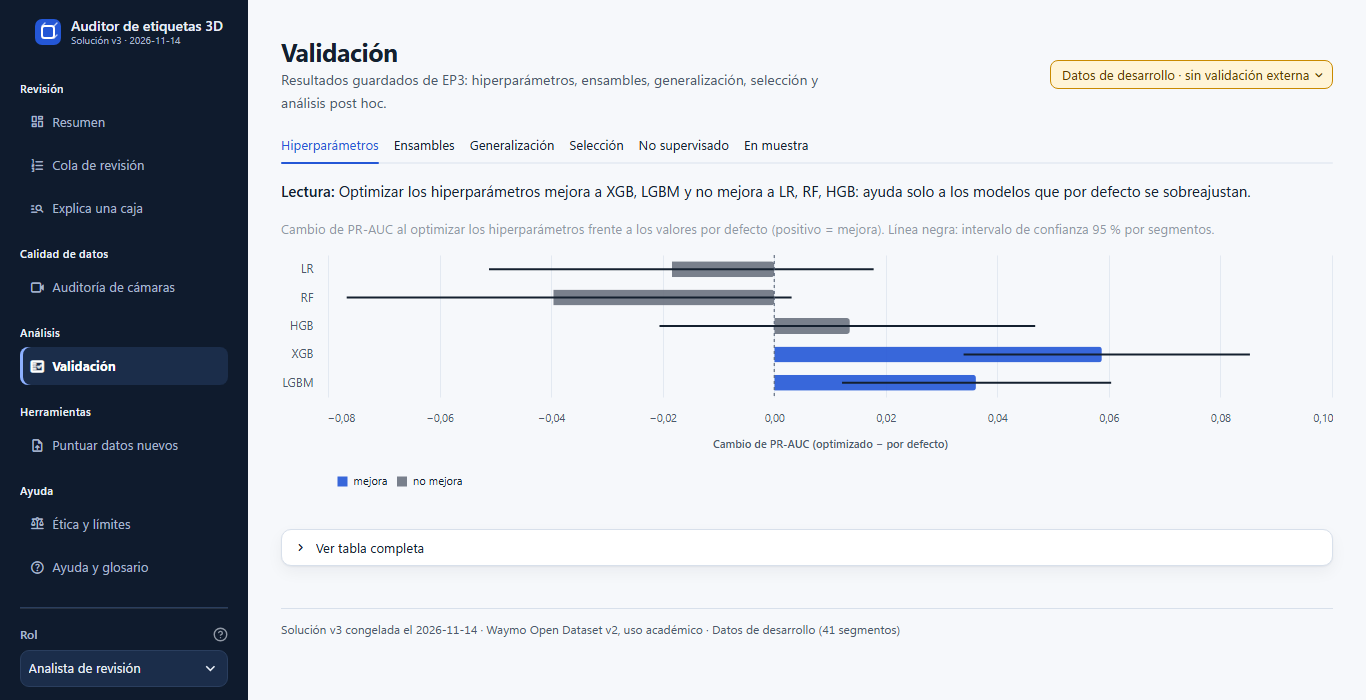 Auditor de etiquetas 3D
Solución v3 · 2026-11-14
Revisión
Resumen
Cola de revisión
Explica una caja
Calidad de datos
Auditoría de cámaras
Análisis
Validación
Herramientas
Puntuar datos nuevos
Ayuda
Ética y límites
Ayuda y glosario
Rol
Analista de revisión
Validación
Resultados guardados de EP3: hiperparámetros, ensambles, generalización, selección y
análisis post hoc.
Datos de desarrollo · sin validación externa
Hiperparámetros Ensambles Generalización Selección No supervisado En muestra
Lectura: Optimizar los hiperparámetros mejora a XGB, LGBM y no mejora a LR, RF, HGB: ayuda solo a los modelos que por defecto se sobreajustan.
Cambio de PR-AUC al optimizar los hiperparámetros frente a los valores por defecto (positivo = mejora). Línea negra: intervalo de confianza 95 % por segmentos.
LR
RF
HGB
XGB
LGBM
−0,08 −0,06 −0,04 −0,02 0,00 0,02 0,04 0,06 0,08 0,10
Cambio de PR-AUC (optimizado − por defecto)
mejora no mejora
Ver tabla completa
Solución v3 congelada el 2026-11-14 · Waymo Open Dataset v2, uso académico · Datos de desarrollo (41 segmentos)